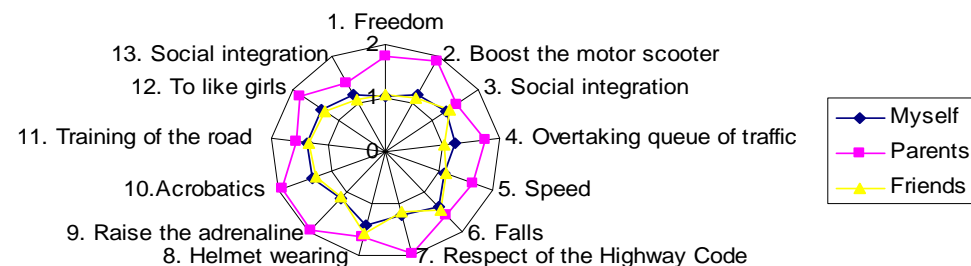 1. Freedom
2
13. Social integration
2. Boost the motor scooter
12. To like girls
1
3. Social integration
11. Training of the road
0
4. Overtaking queue of traffic
10.Acrobatics
5. Speed
9. Raise the adrenaline
6. Falls
8. Helmet wearing
7. Respect of the Highway Code
Myself
Parents
Friends